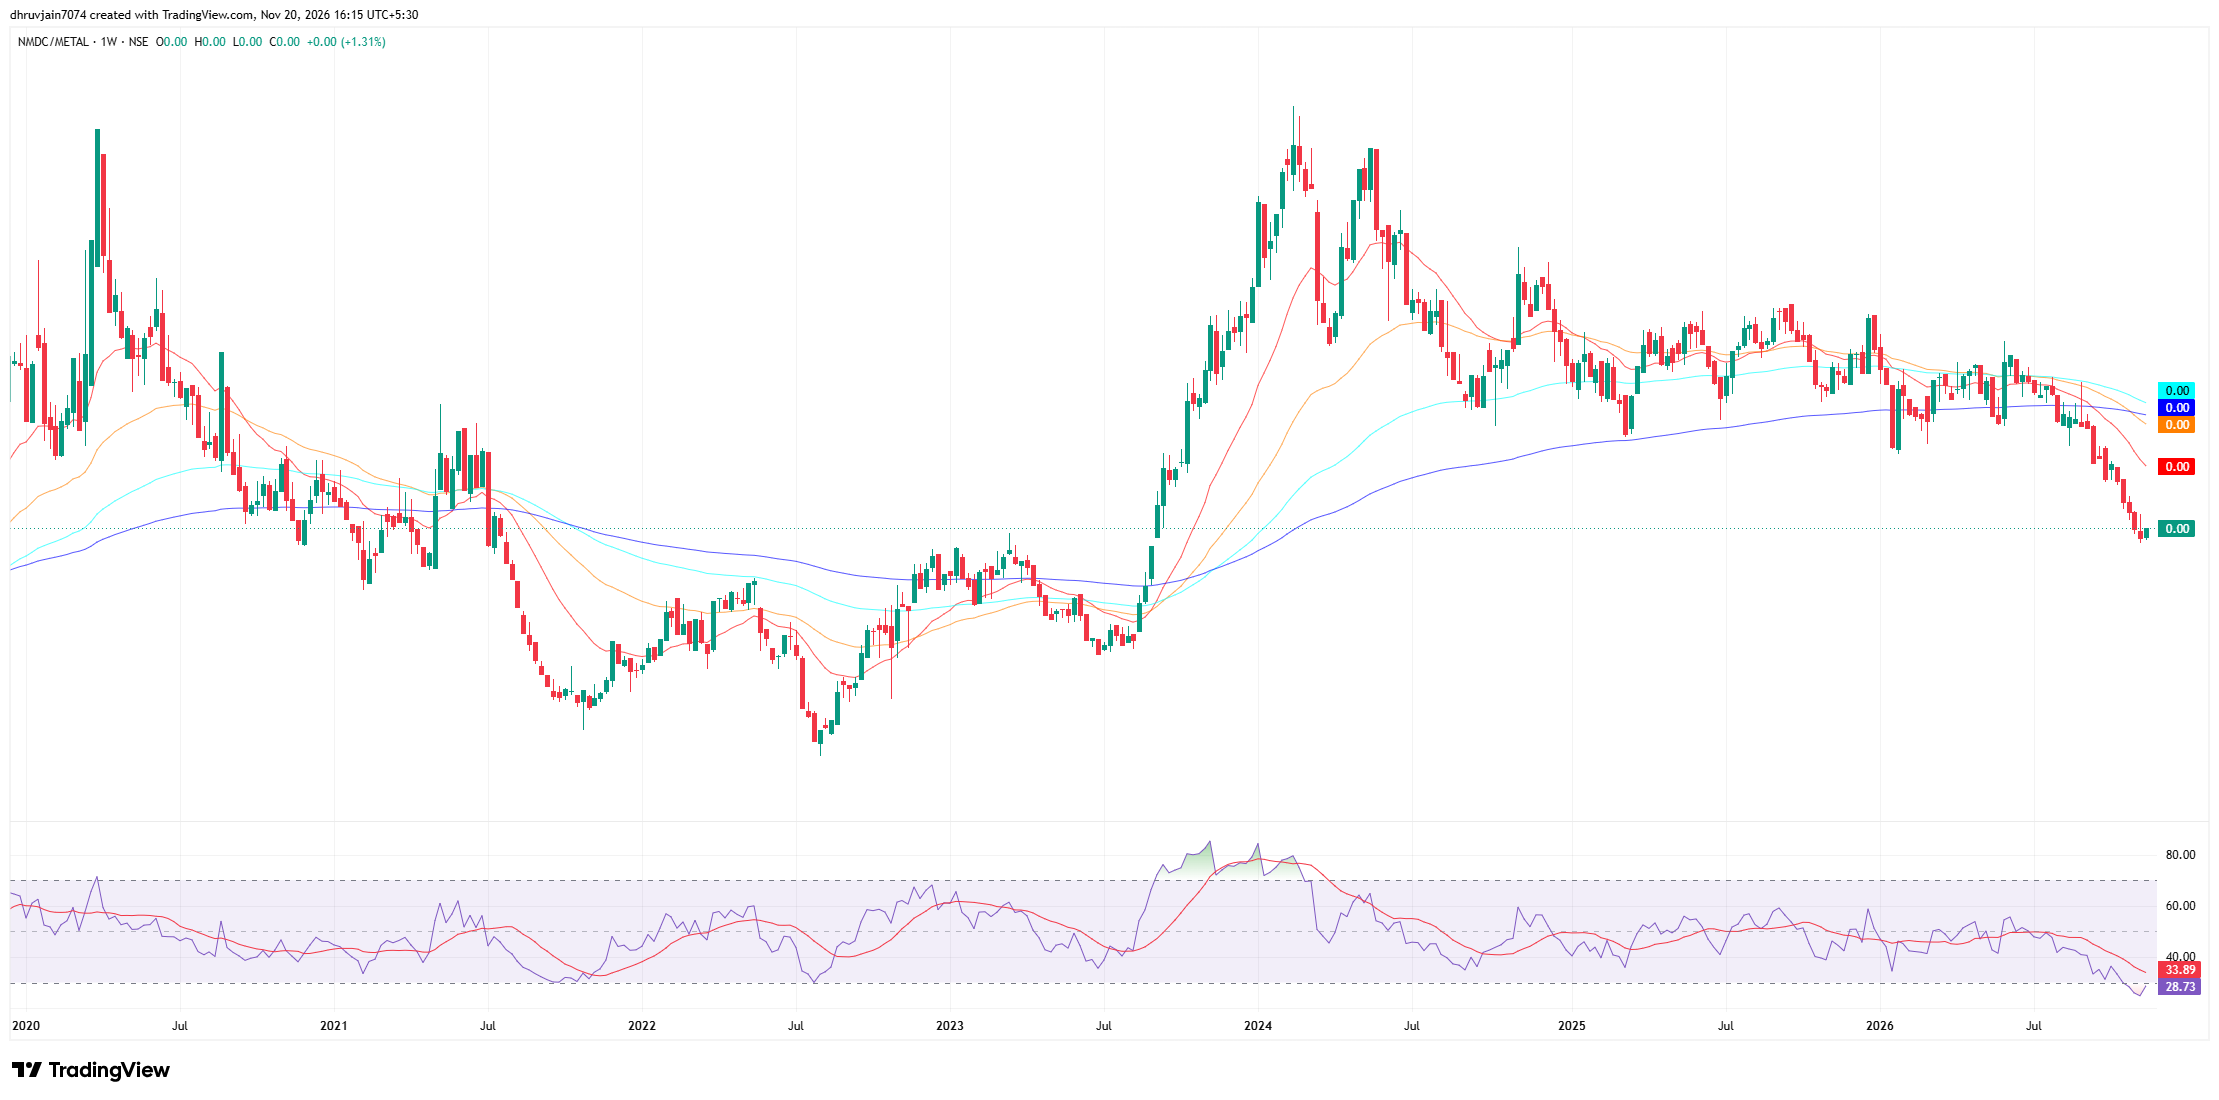 dhruvjain7074 created with TradingView.com, Nov 20, 2026 16:15 UTC+5:30
NMDC/METAL · 1W · NSE O0.00 H0.00 L0.00 C0.00 +0.00 (+1.31%)
0.00
0.00
0.00
0.00
0.00
80.00
60.00
40.00
33.89
28.73
2020 Jul 2021 Jul 2022 Jul 2023 Jul 2024 Jul 2025 Jul 2026 Jul
TradingView